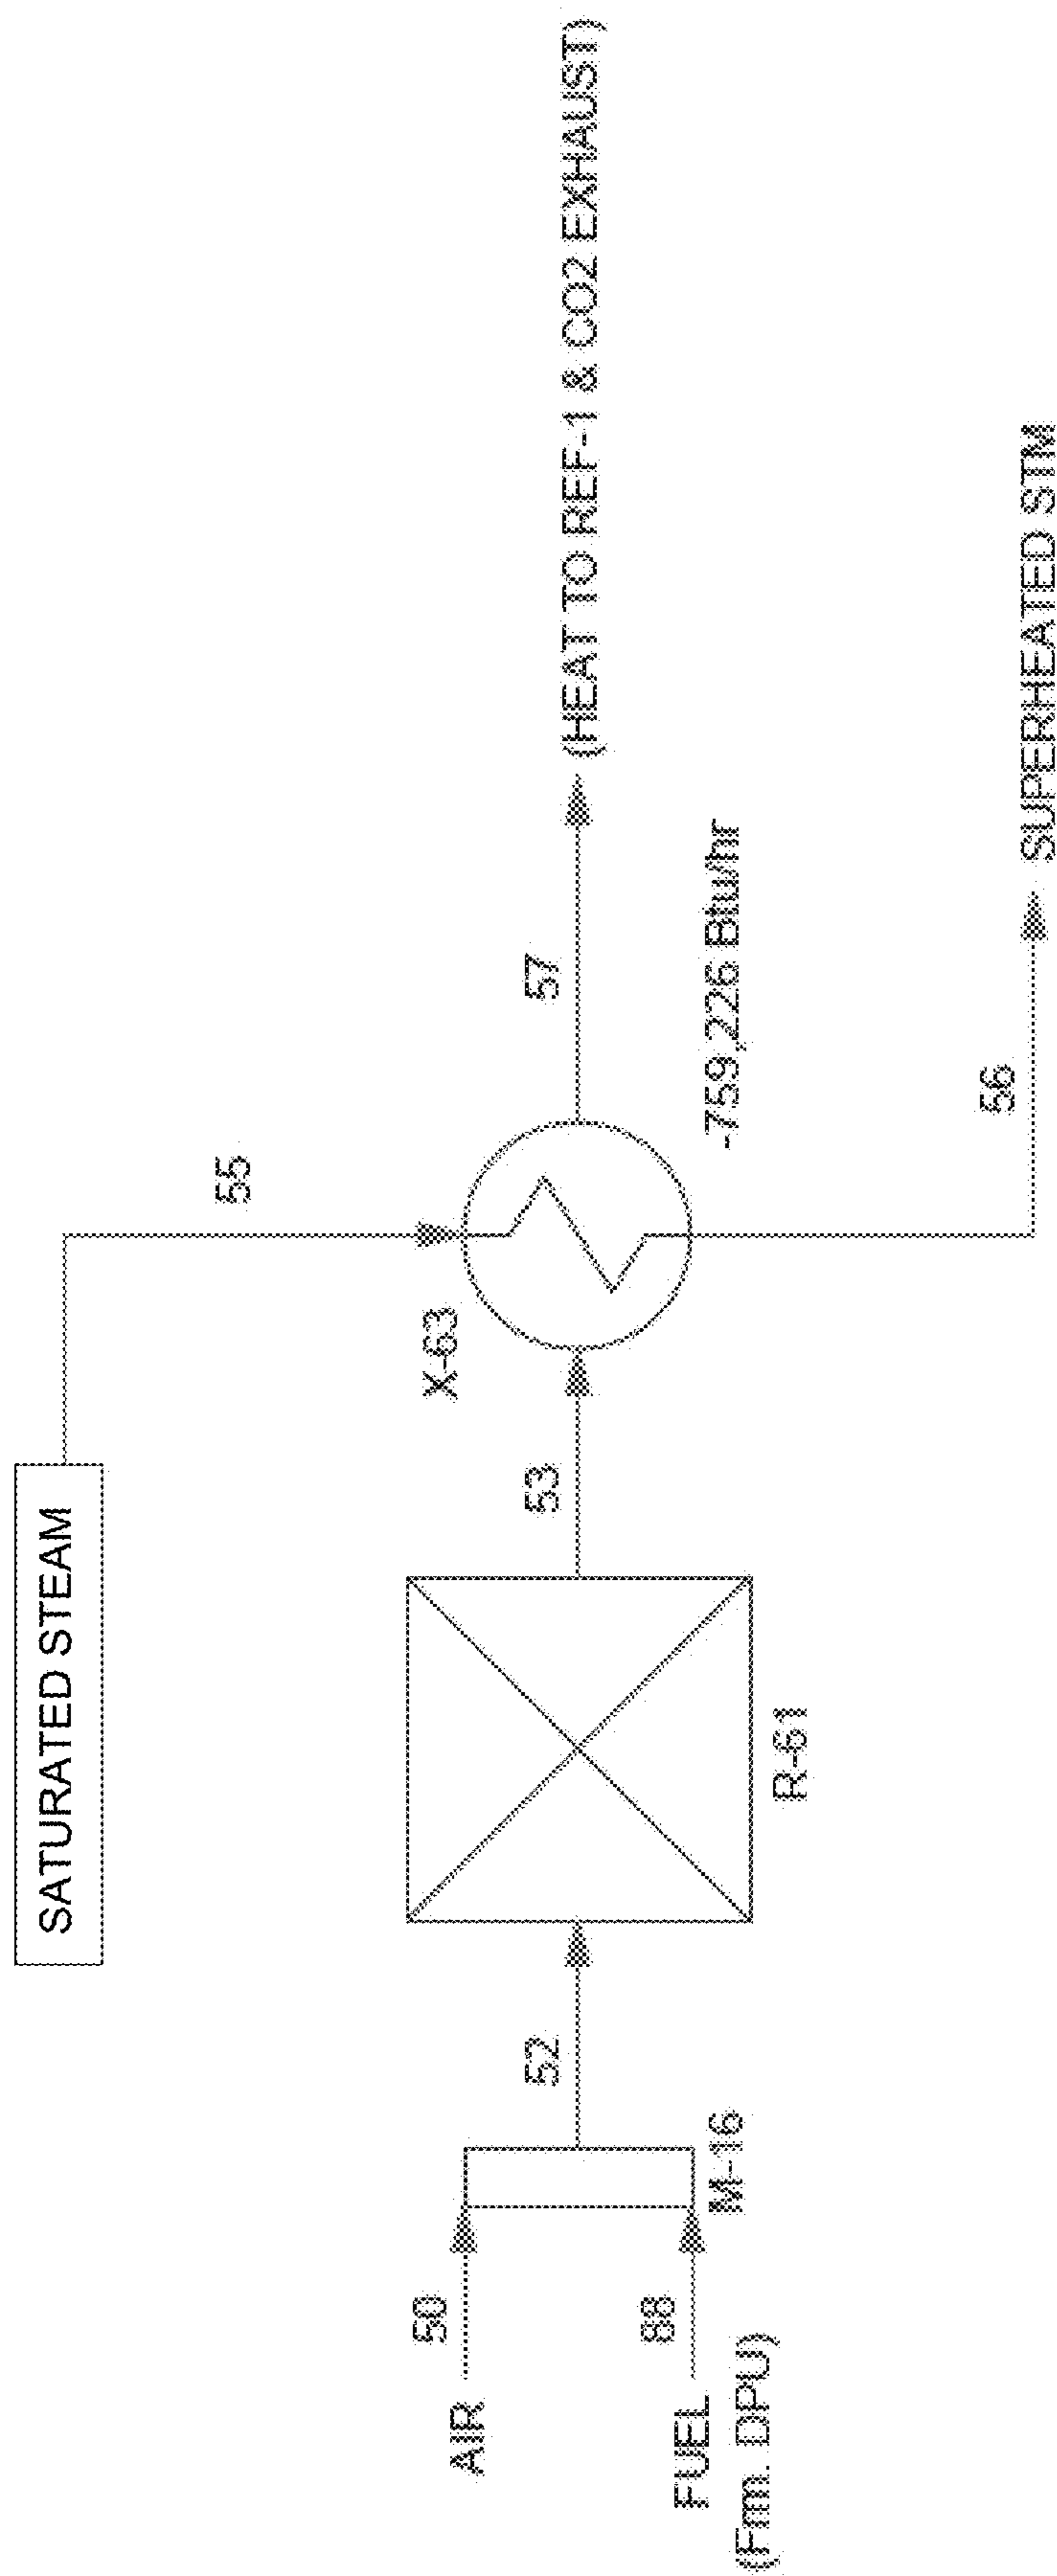 SATURATED STEAM
55
AIR
50
FUEL
(Frm. DPU)
88
M-16
52
R-61
53
X-63
57
(HEAT TO REF-1 & CO2 EXHAUST)
-759,226 Btu/hr
56
SUPERHEATED STM